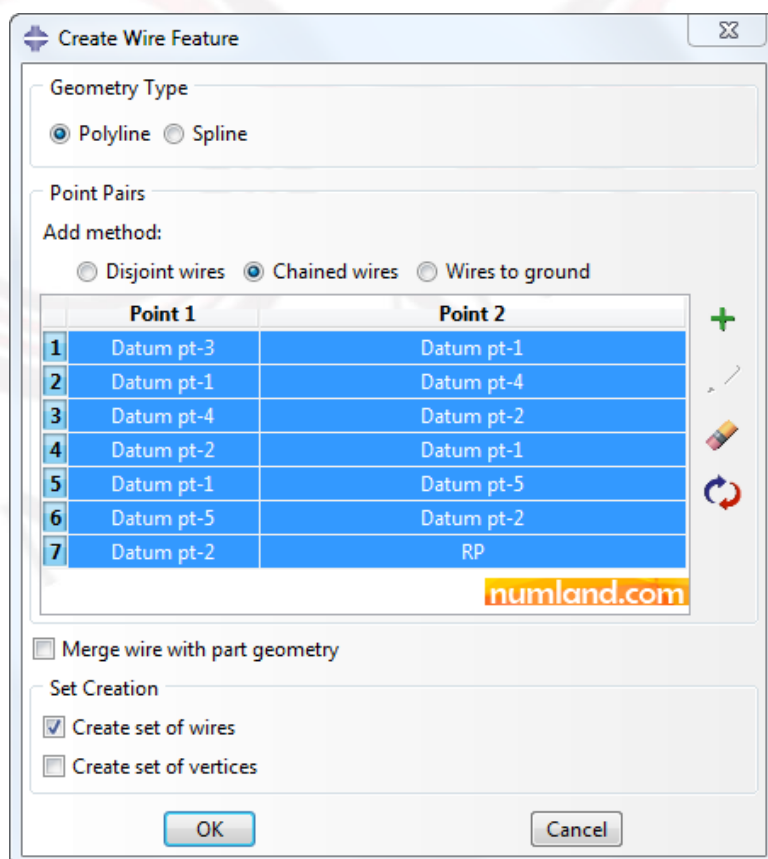 Create Wire Feature
Geometry Type
Polyline Spline
Point Pairs
Add method:
Disjoint wires Chained wires Wires to ground
Point 1 Point 2
1 Datum pt-3 Datum pt-1
2 Datum pt-1 Datum pt-4
3 Datum pt-4 Datum pt-2
4 Datum pt-2 Datum pt-1
5 Datum pt-1 Datum pt-5
6 Datum pt-5 Datum pt-2
7 Datum pt-2 RP
numland.com
Merge wire with part geometry
Set Creation
Create set of wires
Create set of vertices
OK Cancel